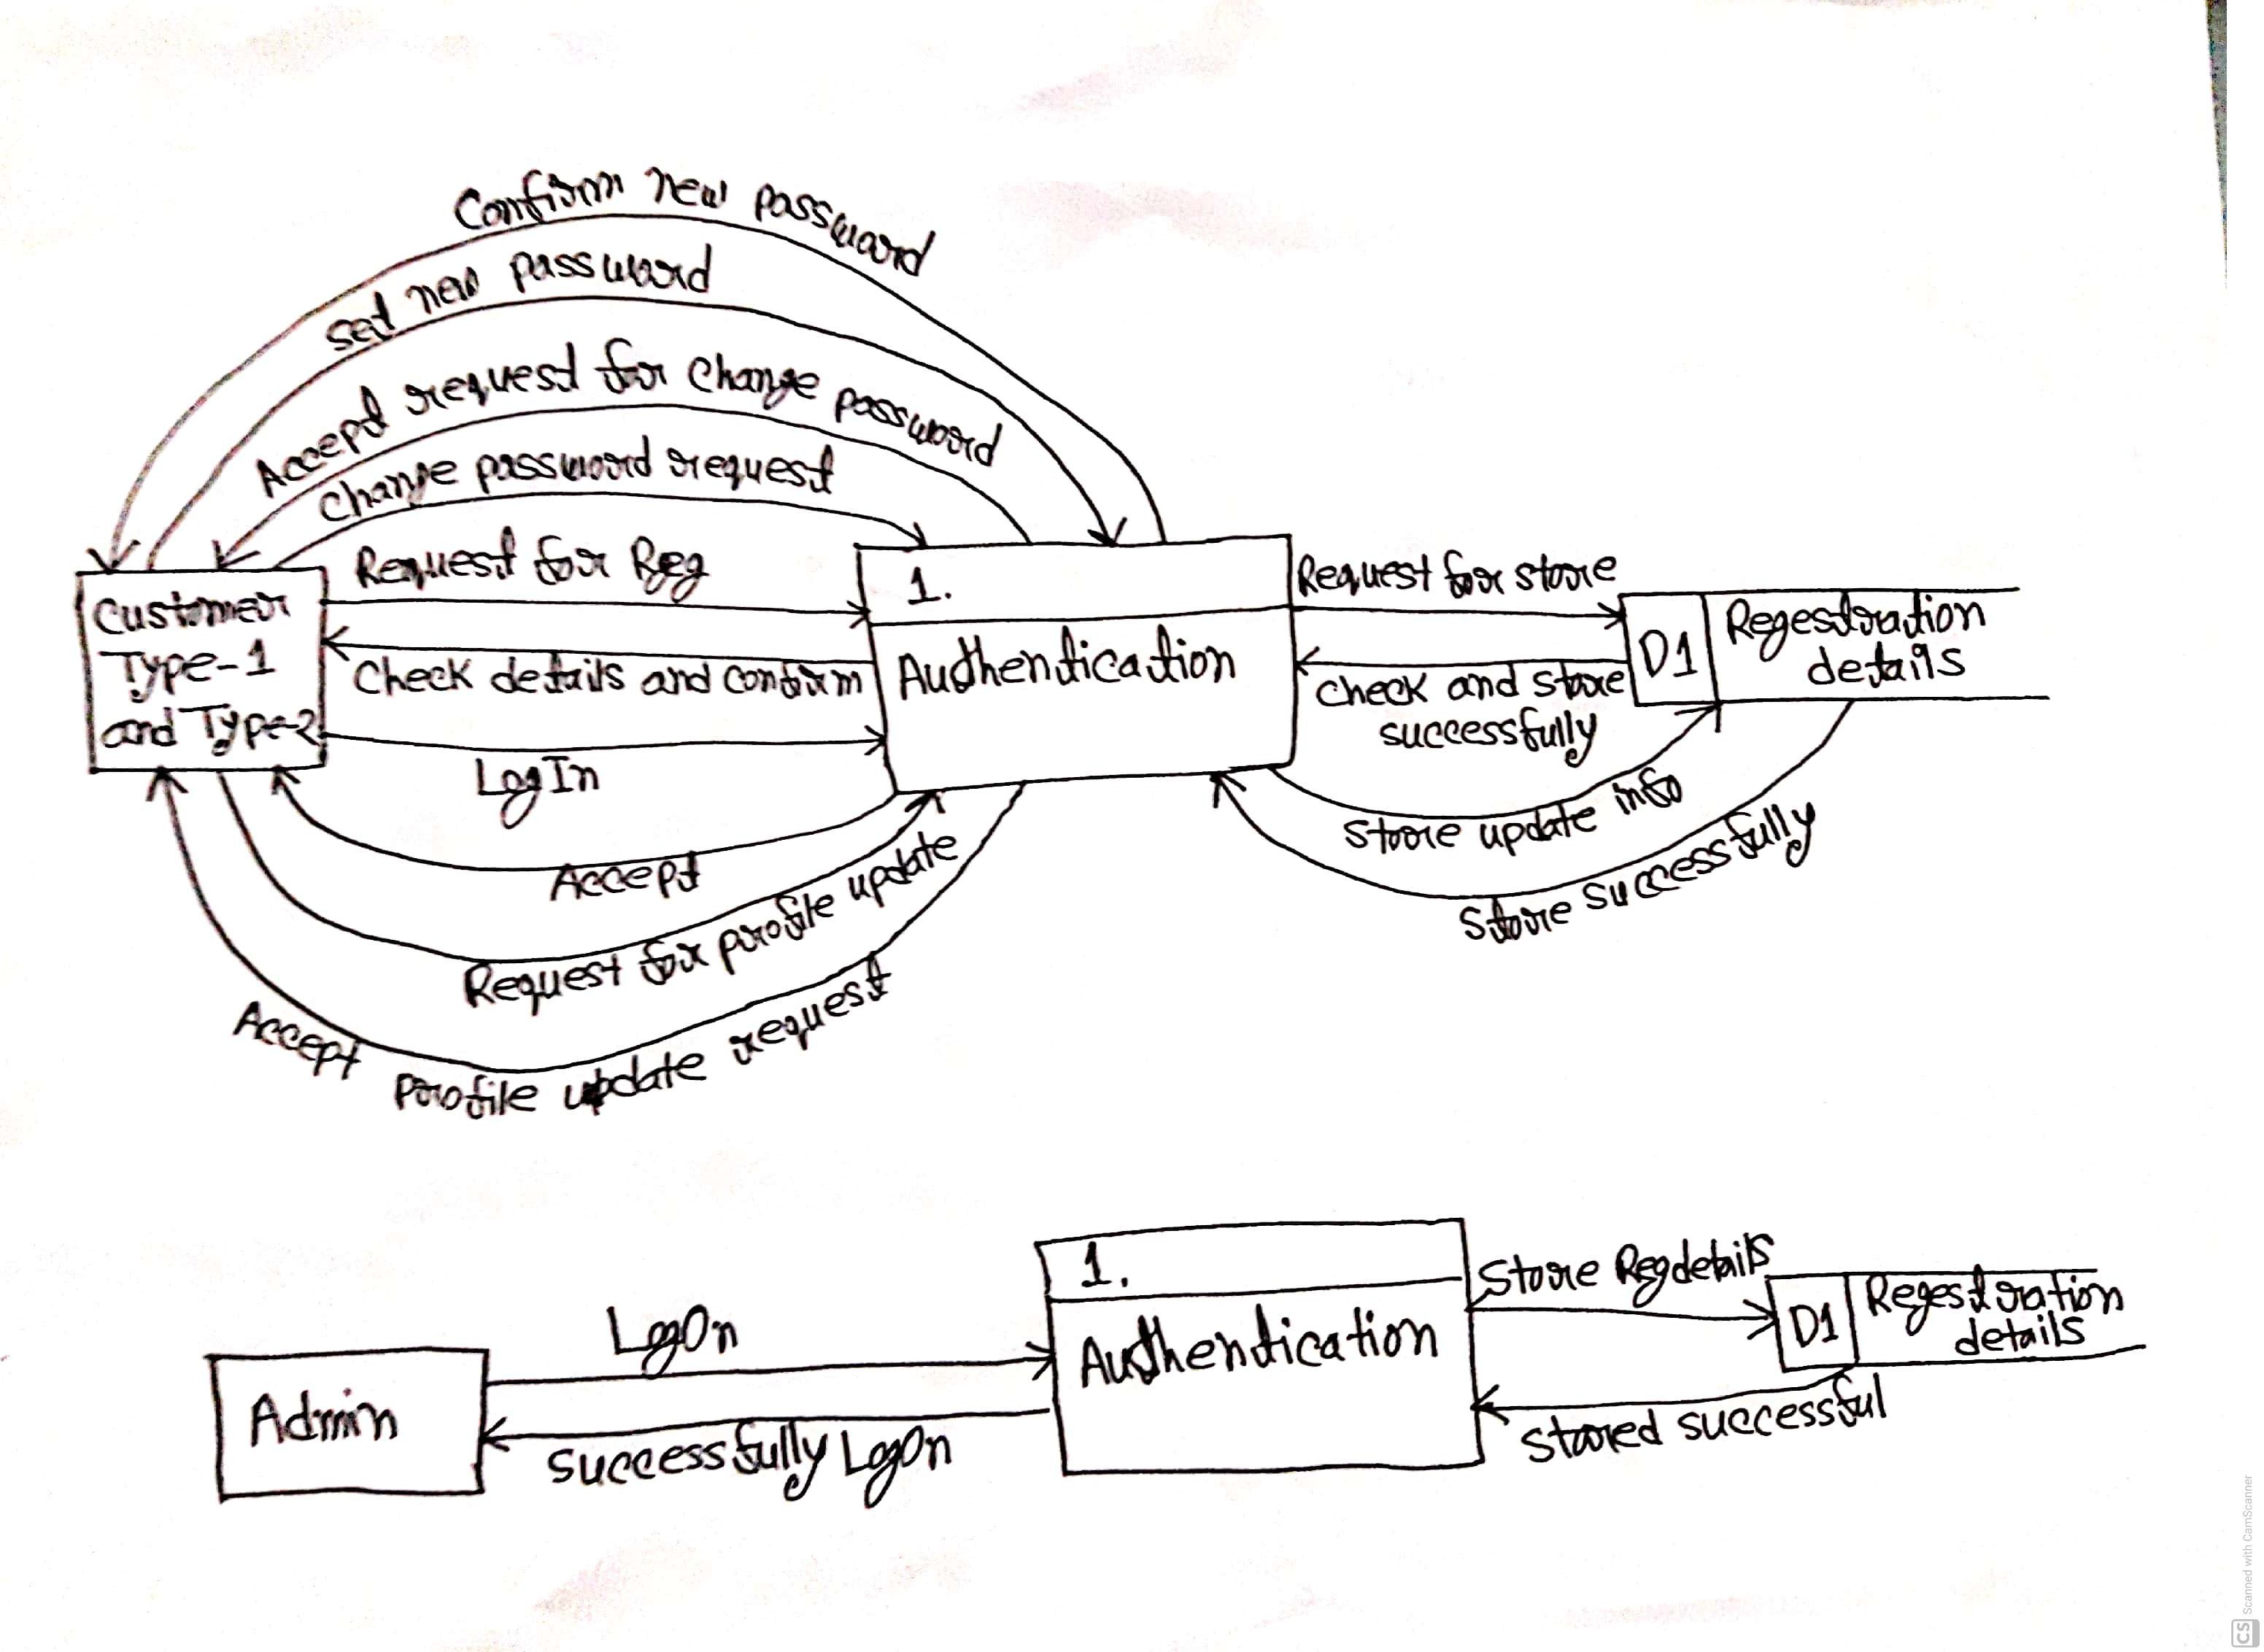 Confirm new password
set new password
Accept request for change password
change password request
Request for Reg
1.
Request for store
Customer
Type-1
and Type-2
Check details and confirm
Authentication
D1
Regestration
details
check and store
successfully
LogIn
Store update info
Accept
Store successfully
Request for profile update
Accept profile update request
1.
Store Regdetails
LogOn
Authentication
D1
Regestration
details
Admin
successfully LogOn
stored successful
CS Scanned with CamScanner